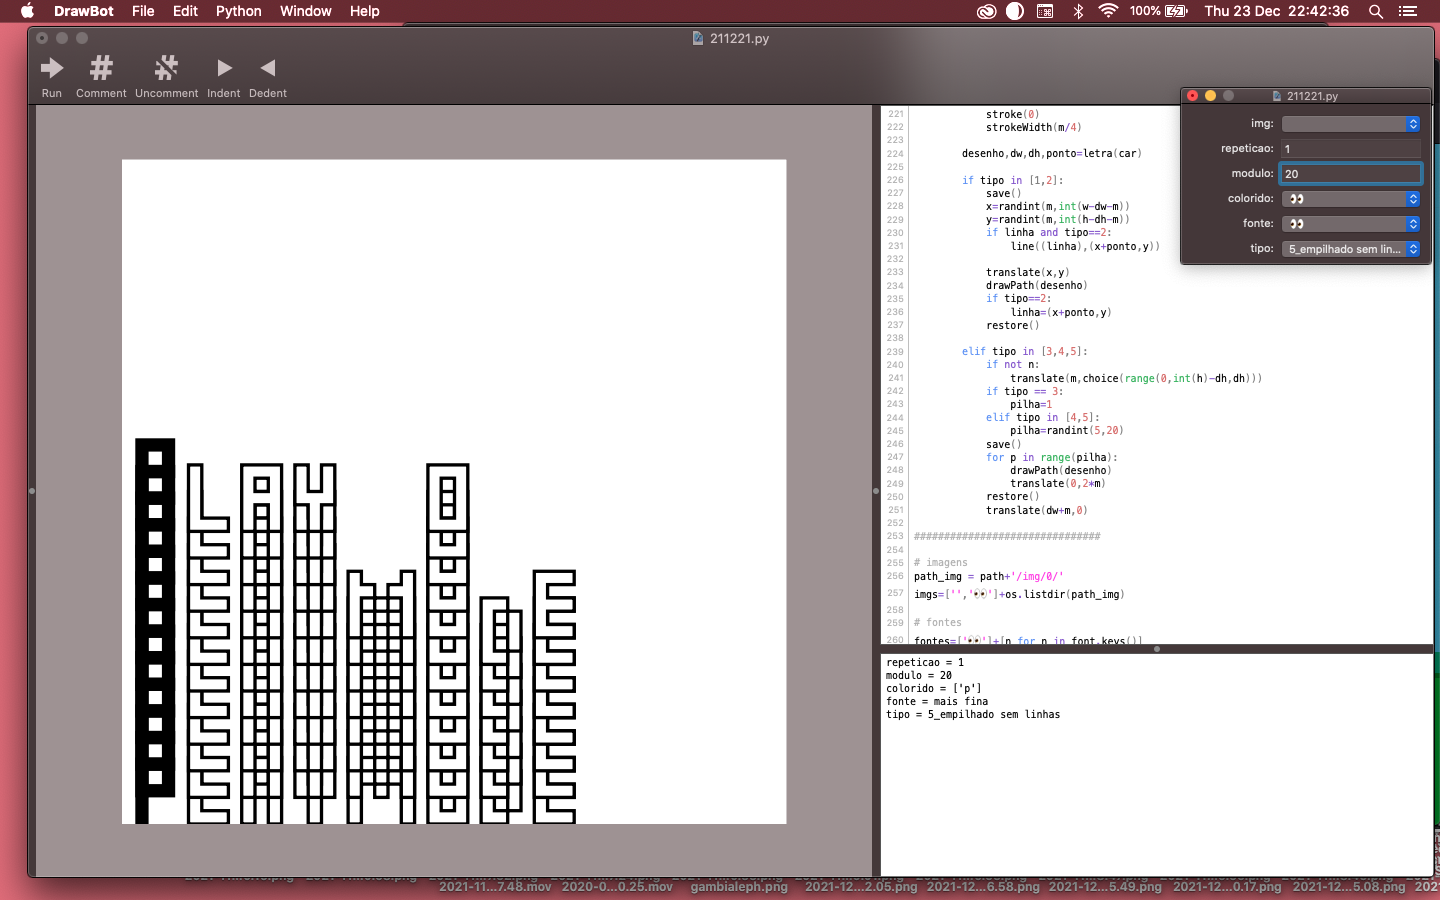 DrawBot File Edit Python Window Help
100% Thu 23 Dec 22:42:36
211221.py
Run Comment Uncomment Indent Dedent
221 stroke(0)
222 strokeWidth(m/4)
223
224 desenho,dw,dh,ponto=letra(car)
225
226 if tipo in [1,2]:
227 save()
228 x=randint(m,int(w-dw-m))
229 y=randint(m,int(h-dh-m))
230 if linha and tipo==2:
231 line((linha),(x+ponto,y))
232
233 translate(x,y)
234 drawPath(desenho)
235 if tipo==2:
236 linha=(x+ponto,y)
237 restore()
238
239 elif tipo in [3,4,5]:
240 if not n:
241 translate(m,choice(range(0,int(h)-dh,dh)))
242 if tipo == 3:
243 pilha=1
244 elif tipo in [4,5]:
245 pilha=randint(5,20)
246 save()
247 for p in range(pilha):
248 drawPath(desenho)
249 translate(0,2*m)
250 restore()
251 translate(dw+m,0)
252
253 ###############################
254
255 # imagens
256 path_img = path+'/img/0/'
257 imgs=['','👀']+os.listdir(path_img)
258
259 # fontes
260 fontes=['👀']+[n for n in font.keys()]
211221.py
img:
repeticao: 1
modulo: 20
colorido: 👀
fonte: 👀
tipo: 5_empilhado sem lin...
repeticao = 1
modulo = 20
colorido = ['p']
fonte = mais fina
tipo = 5_empilhado sem linhas
2021-11...7.48.mov 2020-0...0.25.mov gambialeph.png 2021-12...2.05.png 2021-12...6.58.png 2021-12...5.49.png 2021-12...0.17.png 2021-12...5.08.png